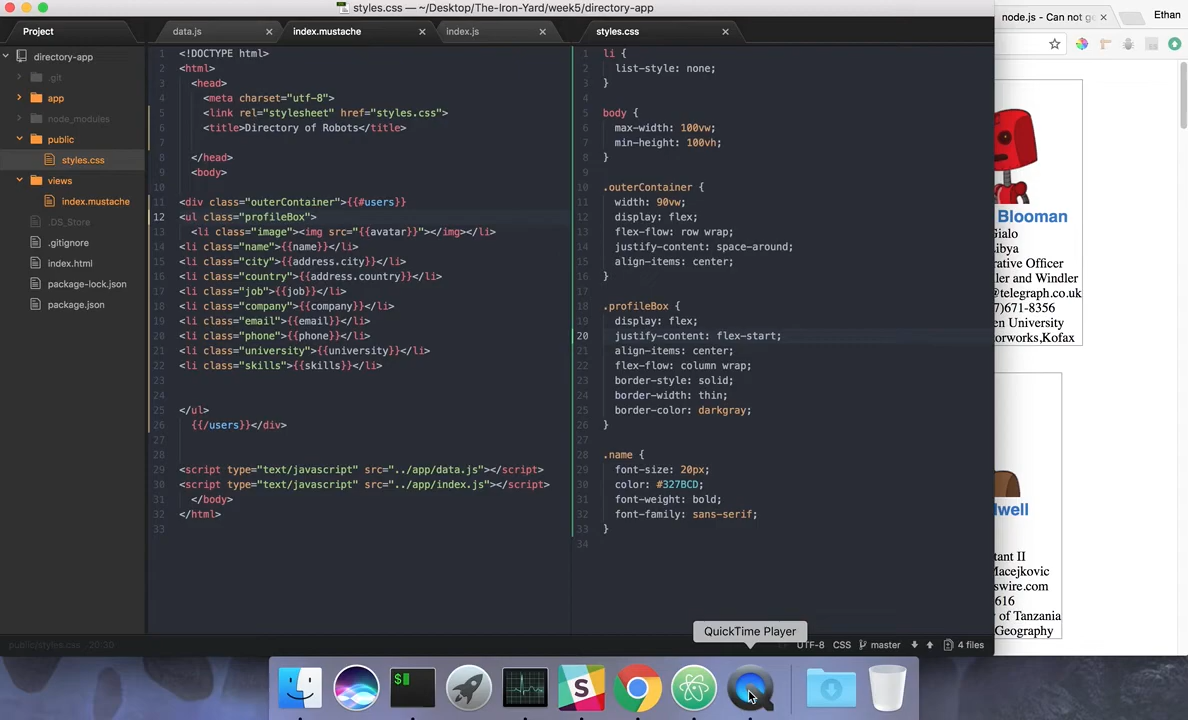 styles.css — ~/Desktop/The-Iron-Yard/week5/directory-app
node.js - Can not g
Ethan
Project
data.js
index.mustache
index.js
styles.css
directory-app
.git
app
node_modules
public
styles.css
views
index.mustache
.DS_Store
.gitignore
index.html
package-lock.json
package.json
1 <!DOCTYPE html>
2 <html>
3 <head>
4 <meta charset="utf-8">
5 <link rel="stylesheet" href="styles.css">
6 <title>Directory of Robots</title>
7
8 </head>
9 <body>
10
11 <div class="outerContainer">{{#users}}
12 <ul class="profileBox">
13 <li class="image"><img src="{{avatar}}"></img></li>
14 <li class="name">{{name}}</li>
15 <li class="city">{{address.city}}</li>
16 <li class="country">{{address.country}}</li>
17 <li class="job">{{job}}</li>
18 <li class="company">{{company}}</li>
19 <li class="email">{{email}}</li>
20 <li class="phone">{{phone}}</li>
21 <li class="university">{{university}}</li>
22 <li class="skills">{{skills}}</li>
23
24
25 </ul>
26 {{/users}}</div>
27
28
29 <script type="text/javascript" src="../app/data.js"></script>
30 <script type="text/javascript" src="../app/index.js"></script>
31 </body>
32 </html>
33
1 li {
2 list-style: none;
3 }
4
5 body {
6 max-width: 100vw;
7 min-height: 100vh;
8 }
9
10 .outerContainer {
11 width: 90vw;
12 display: flex;
13 flex-flow: row wrap;
14 justify-content: space-around;
15 align-items: center;
16 }
17
18 .profileBox {
19 display: flex;
20 justify-content: flex-start;
21 align-items: center;
22 flex-flow: column wrap;
23 border-style: solid;
24 border-width: thin;
25 border-color: darkgray;
26 }
27
28 .name {
29 font-size: 20px;
30 color: #327BCD;
31 font-weight: bold;
32 font-family: sans-serif;
33 }
34
Blooman
Gialo
Libya
rative Officer
ler and Windler
@telegraph.co.uk
7)671-8356
en University
orworks,Kofax
lwell
tant II
Macejkovic
swire.com
616
y of Tanzania
Geography
public/styles.css 20:30
UTF-8 CSS master 4 files
QuickTime Player
$